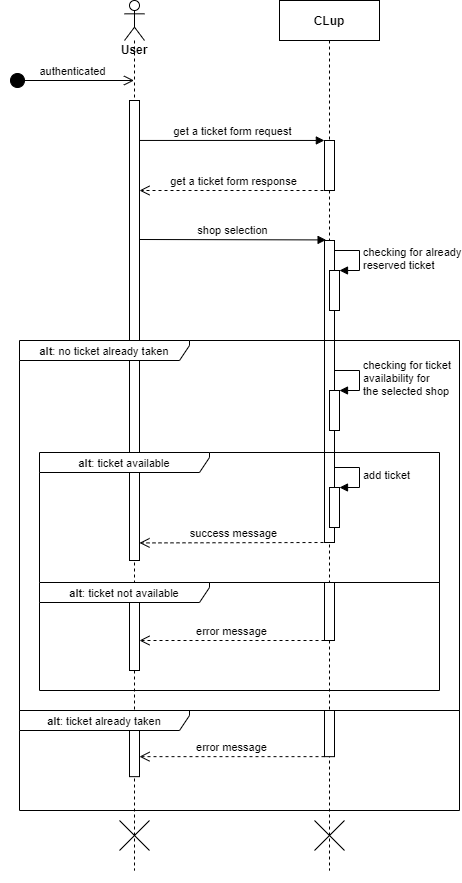 User
CLup
authenticated
get a ticket form request
get a ticket form response
shop selection
checking for already
reserved ticket
alt: no ticket already taken
checking for ticket
availability for
the selected shop
alt: ticket available
add ticket
success message
alt: ticket not available
error message
alt: ticket already taken
error message